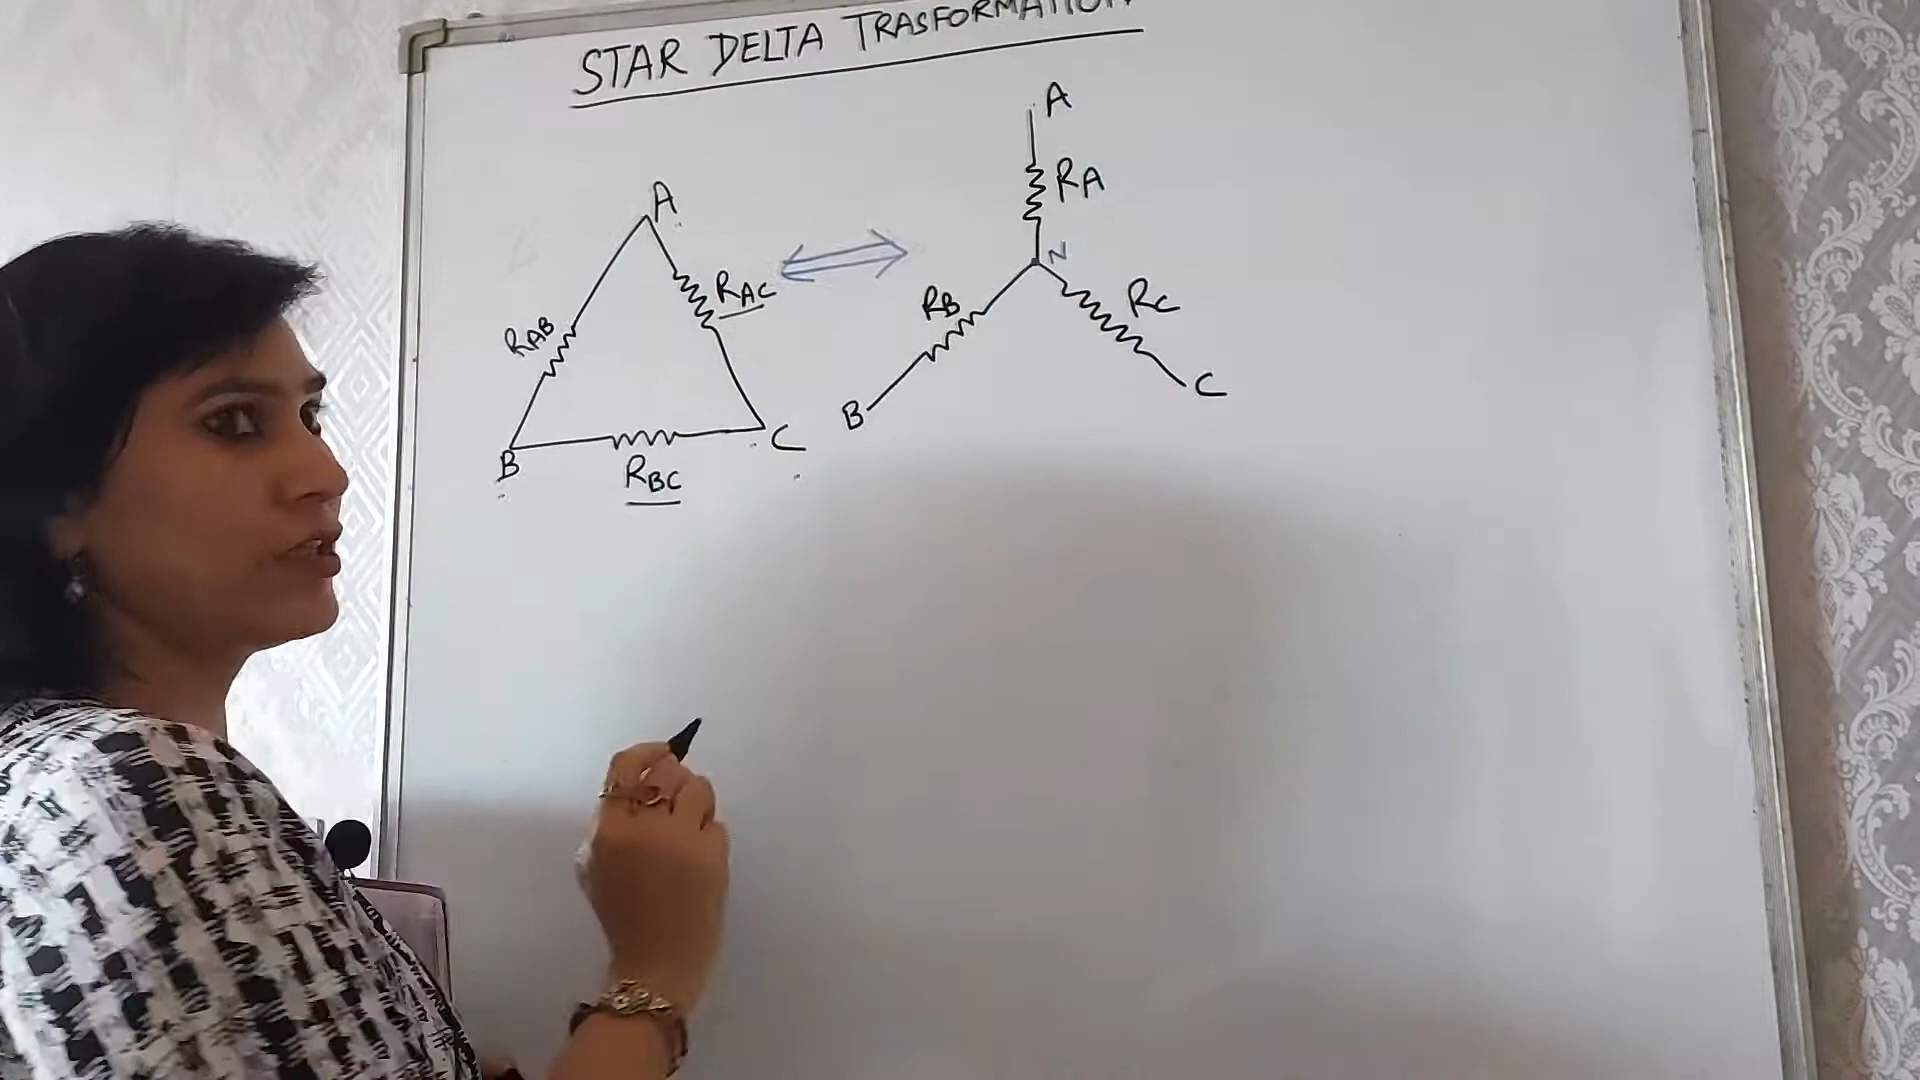 STAR DELTA TRASFORMATION
A
RAB
RAC
B
RBC
C
A
RA
N
RB
RC
B
C